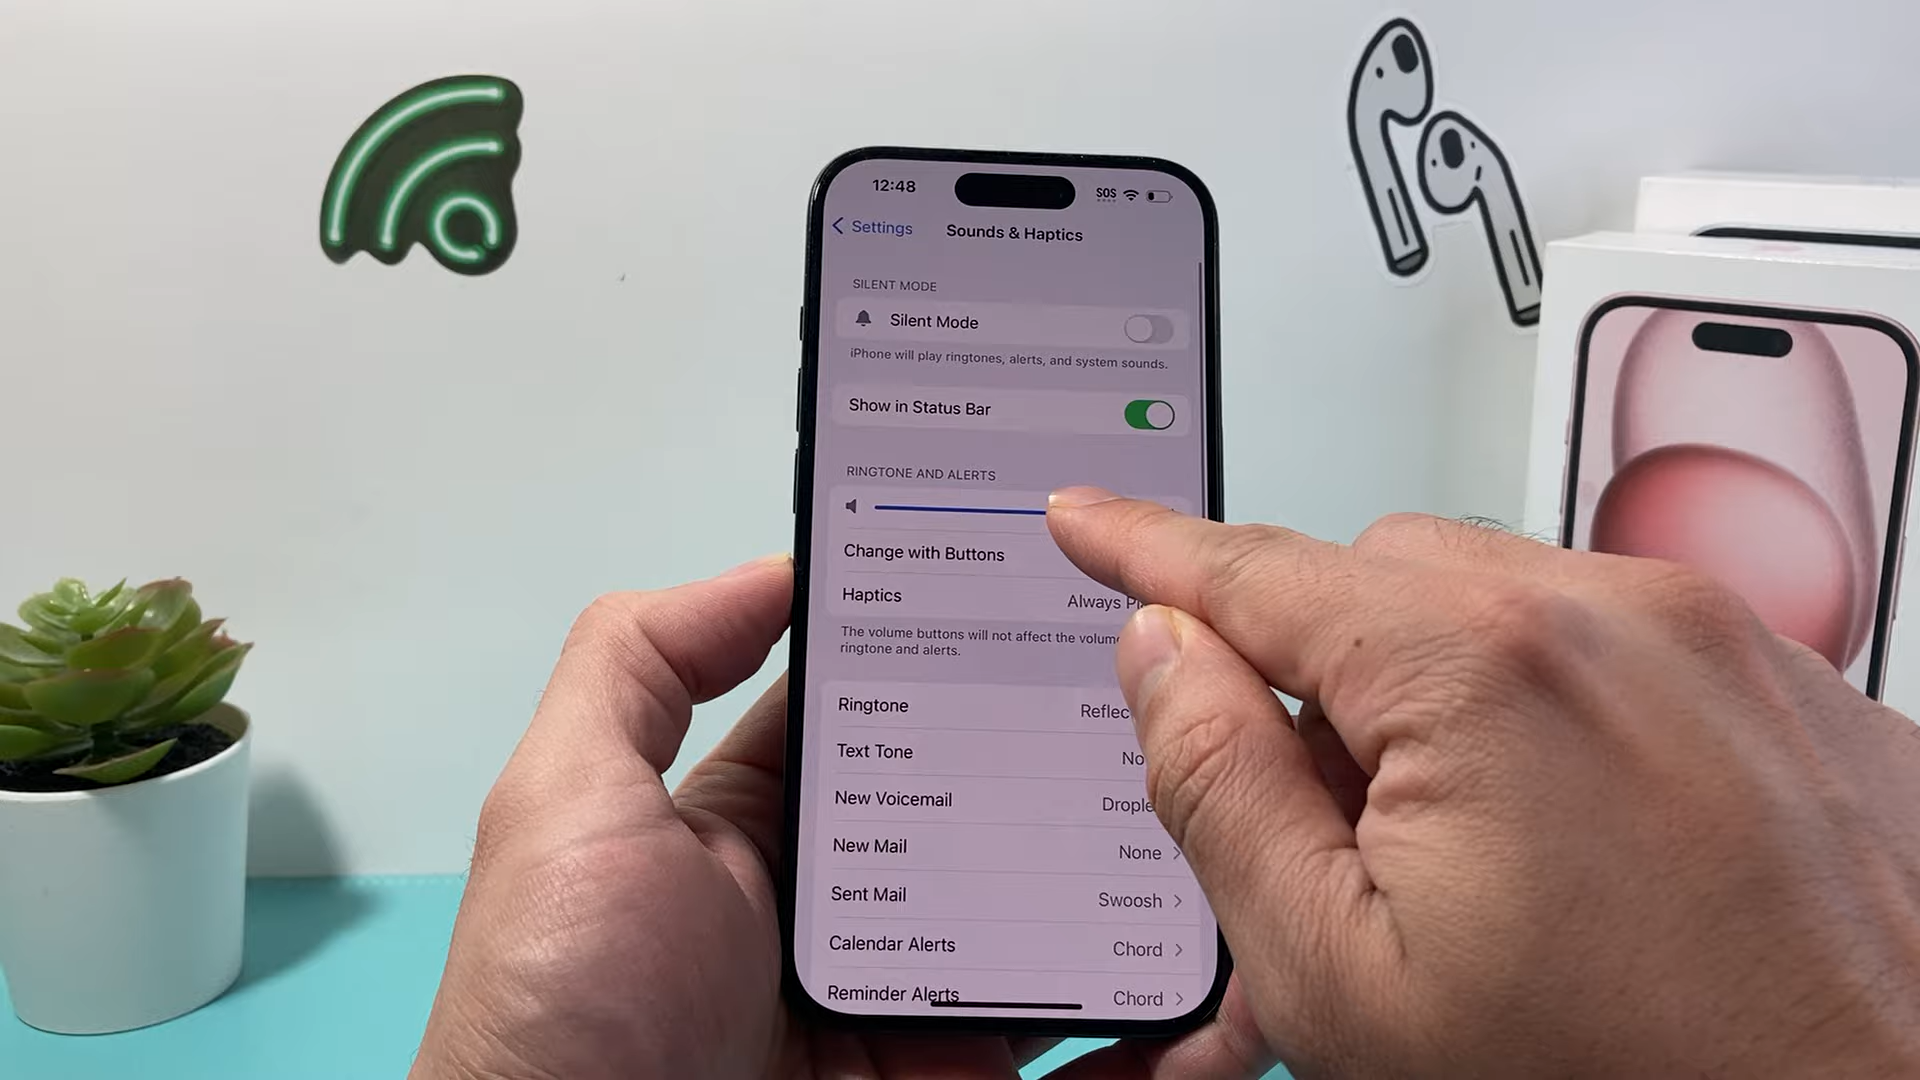 12:48
SOS
Settings
Sounds & Haptics
SILENT MODE
Silent Mode
iPhone will play ringtones, alerts, and system sounds.
Show in Status Bar
RINGTONE AND ALERTS
Change with Buttons
Haptics
Always
The volume buttons will not affect the
ringtone and alerts.
Ringtone
Text Tone
New Voicemail
New Mail
None
Sent Mail
Swoosh
Calendar Alerts
Chord
Reminder Alerts
Chord